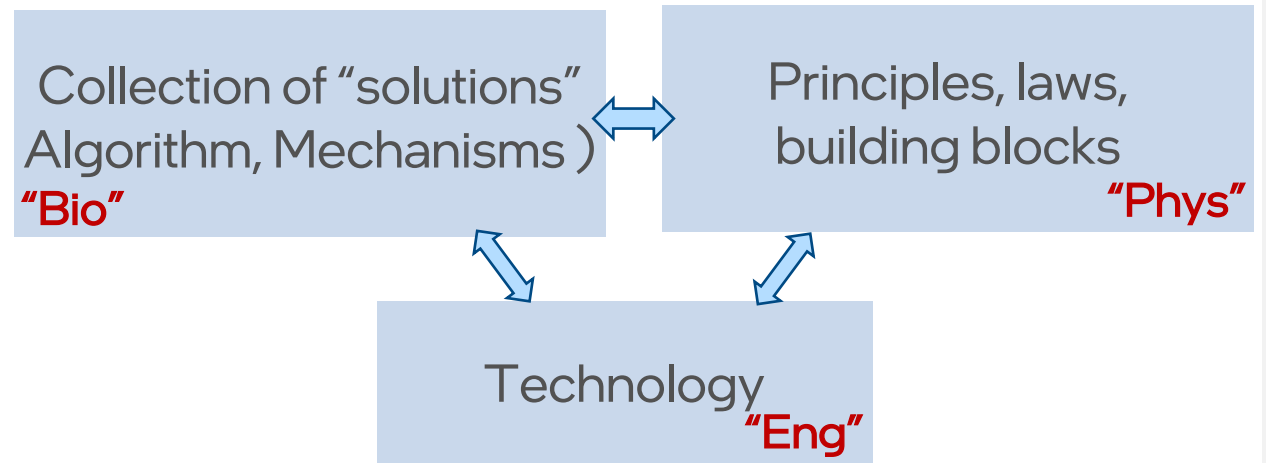 Collection of “solutions”
Algorithm, Mechanisms )
“Bio”
Principles, laws,
building blocks
“Phys”
Technology
“Eng”